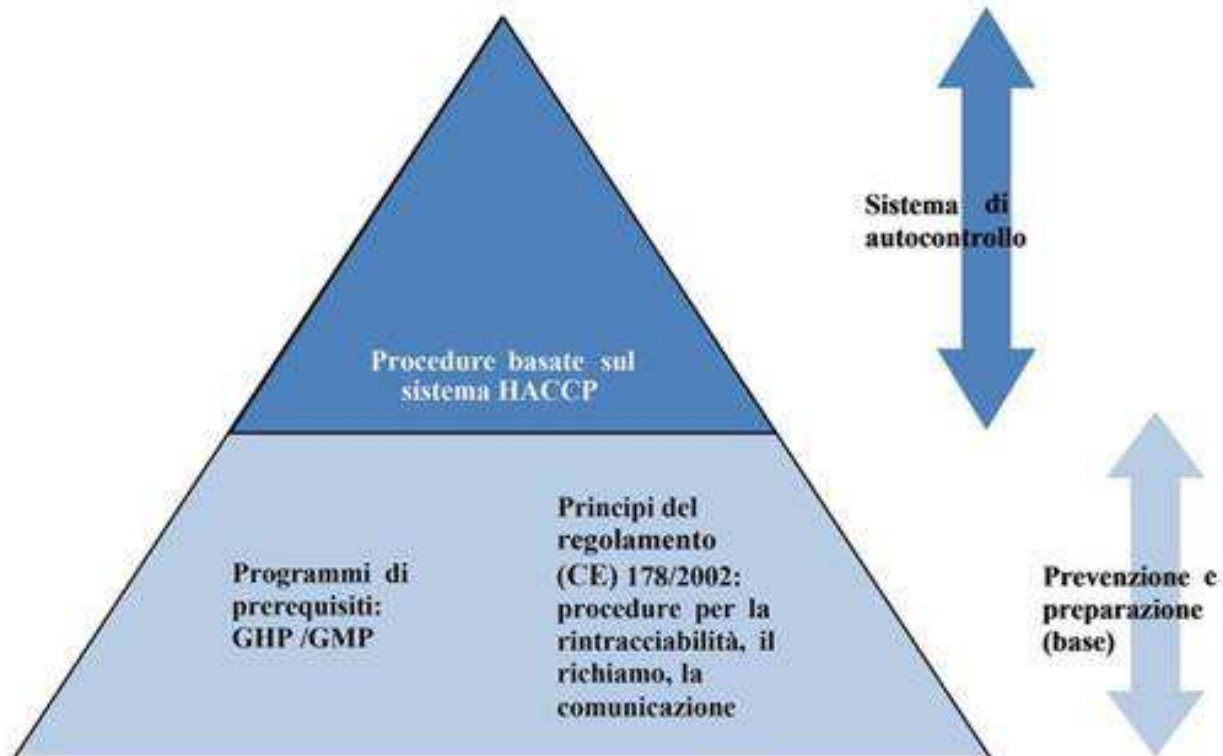 Sistema di
autocontrollo
Procedure basate sul
sistema HACCP
Programmi di
prerequisiti:
GHP /GMP
Principi del
regolamento
(CE) 178/2002:
procedure per la
rintracciabilità, il
richiamo, la
comunicazione
Prevenzione e
preparazione
(base)